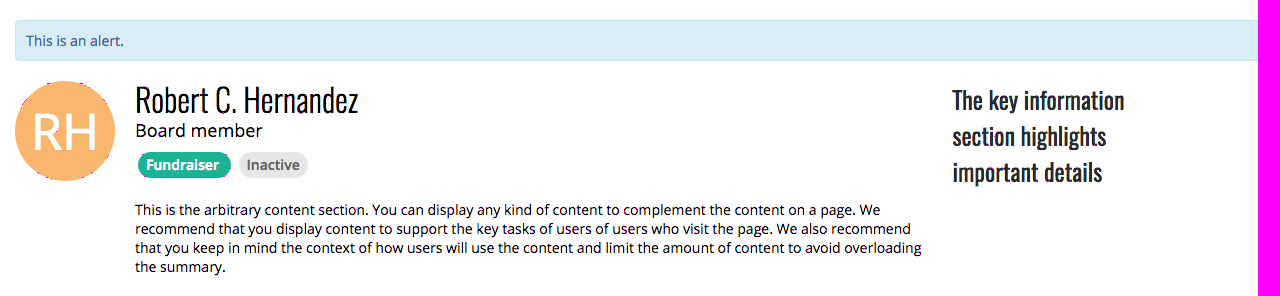 This is an alert.
RH
Robert C. Hernandez
Board member
Fundraiser Inactive
This is the arbitrary content section. You can display any kind of content to complement the content on a page. We
recommend that you display content to support the key tasks of users of users who visit the page. We also recommend
that you keep in mind the context of how users will use the content and limit the amount of content to avoid overloading
the summary.
The key information
section highlights
important details